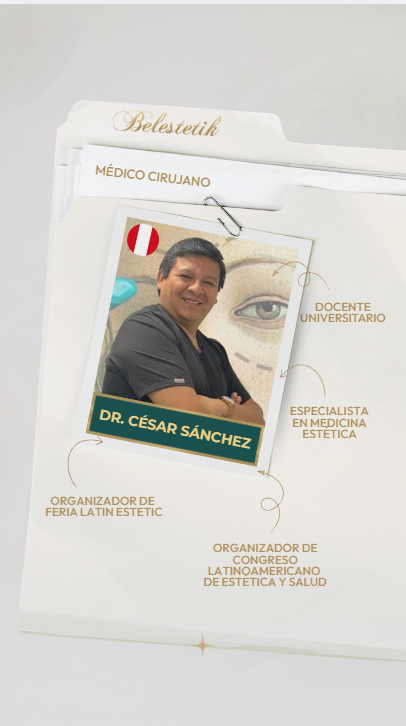 Belestetik
MÉDICO CIRUJANO
DOCENTE
UNIVERSITARIO
ESPECIALISTA
EN MEDICINA
ESTÉTICA
DR. CÉSAR SÁNCHEZ
ORGANIZADOR DE
FERIA LATIN ESTETIC
ORGANIZADOR DE
CONGRESO
LATINOAMERICANO
DE ESTÉTICA Y SALUD